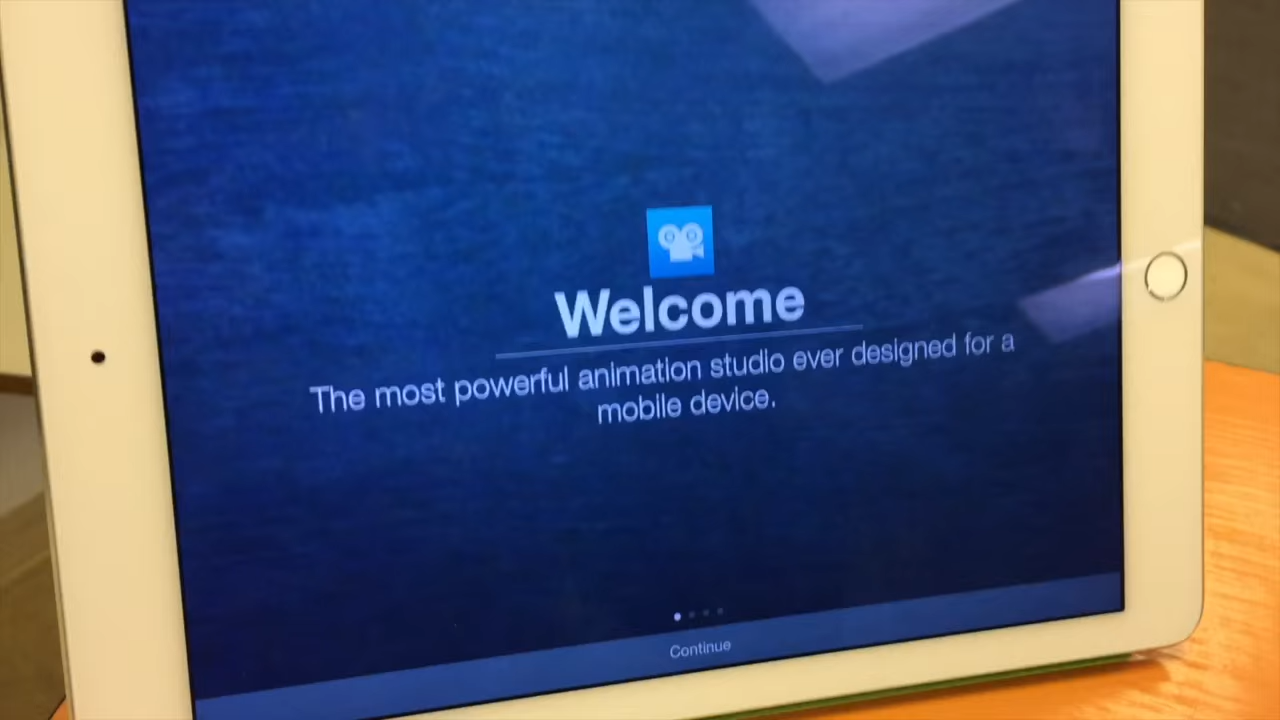 Welcome
The most powerful animation studio ever designed for a
mobile device.
Continue